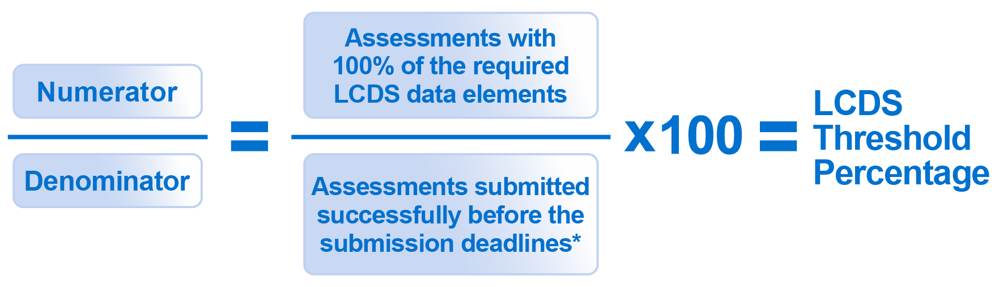 Numerator
Denominator
=
Assessments with
100% of the required
LCDS data elements
Assessments submitted
successfully before the
submission deadlines*
x100 =
LCDS
Threshold
Percentage